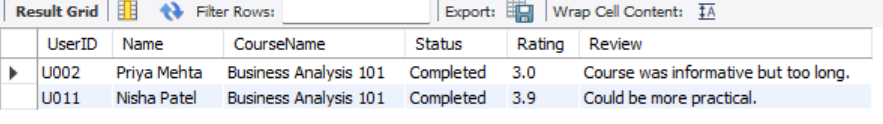 Result Grid Filter Rows: Export: Wrap Cell Content: IA
UserID Name CourseName Status Rating Review
U002 Priya Mehta Business Analysis 101 Completed 3.0 Course was informative but too long.
U011 Nisha Patel Business Analysis 101 Completed 3.9 Could be more practical.